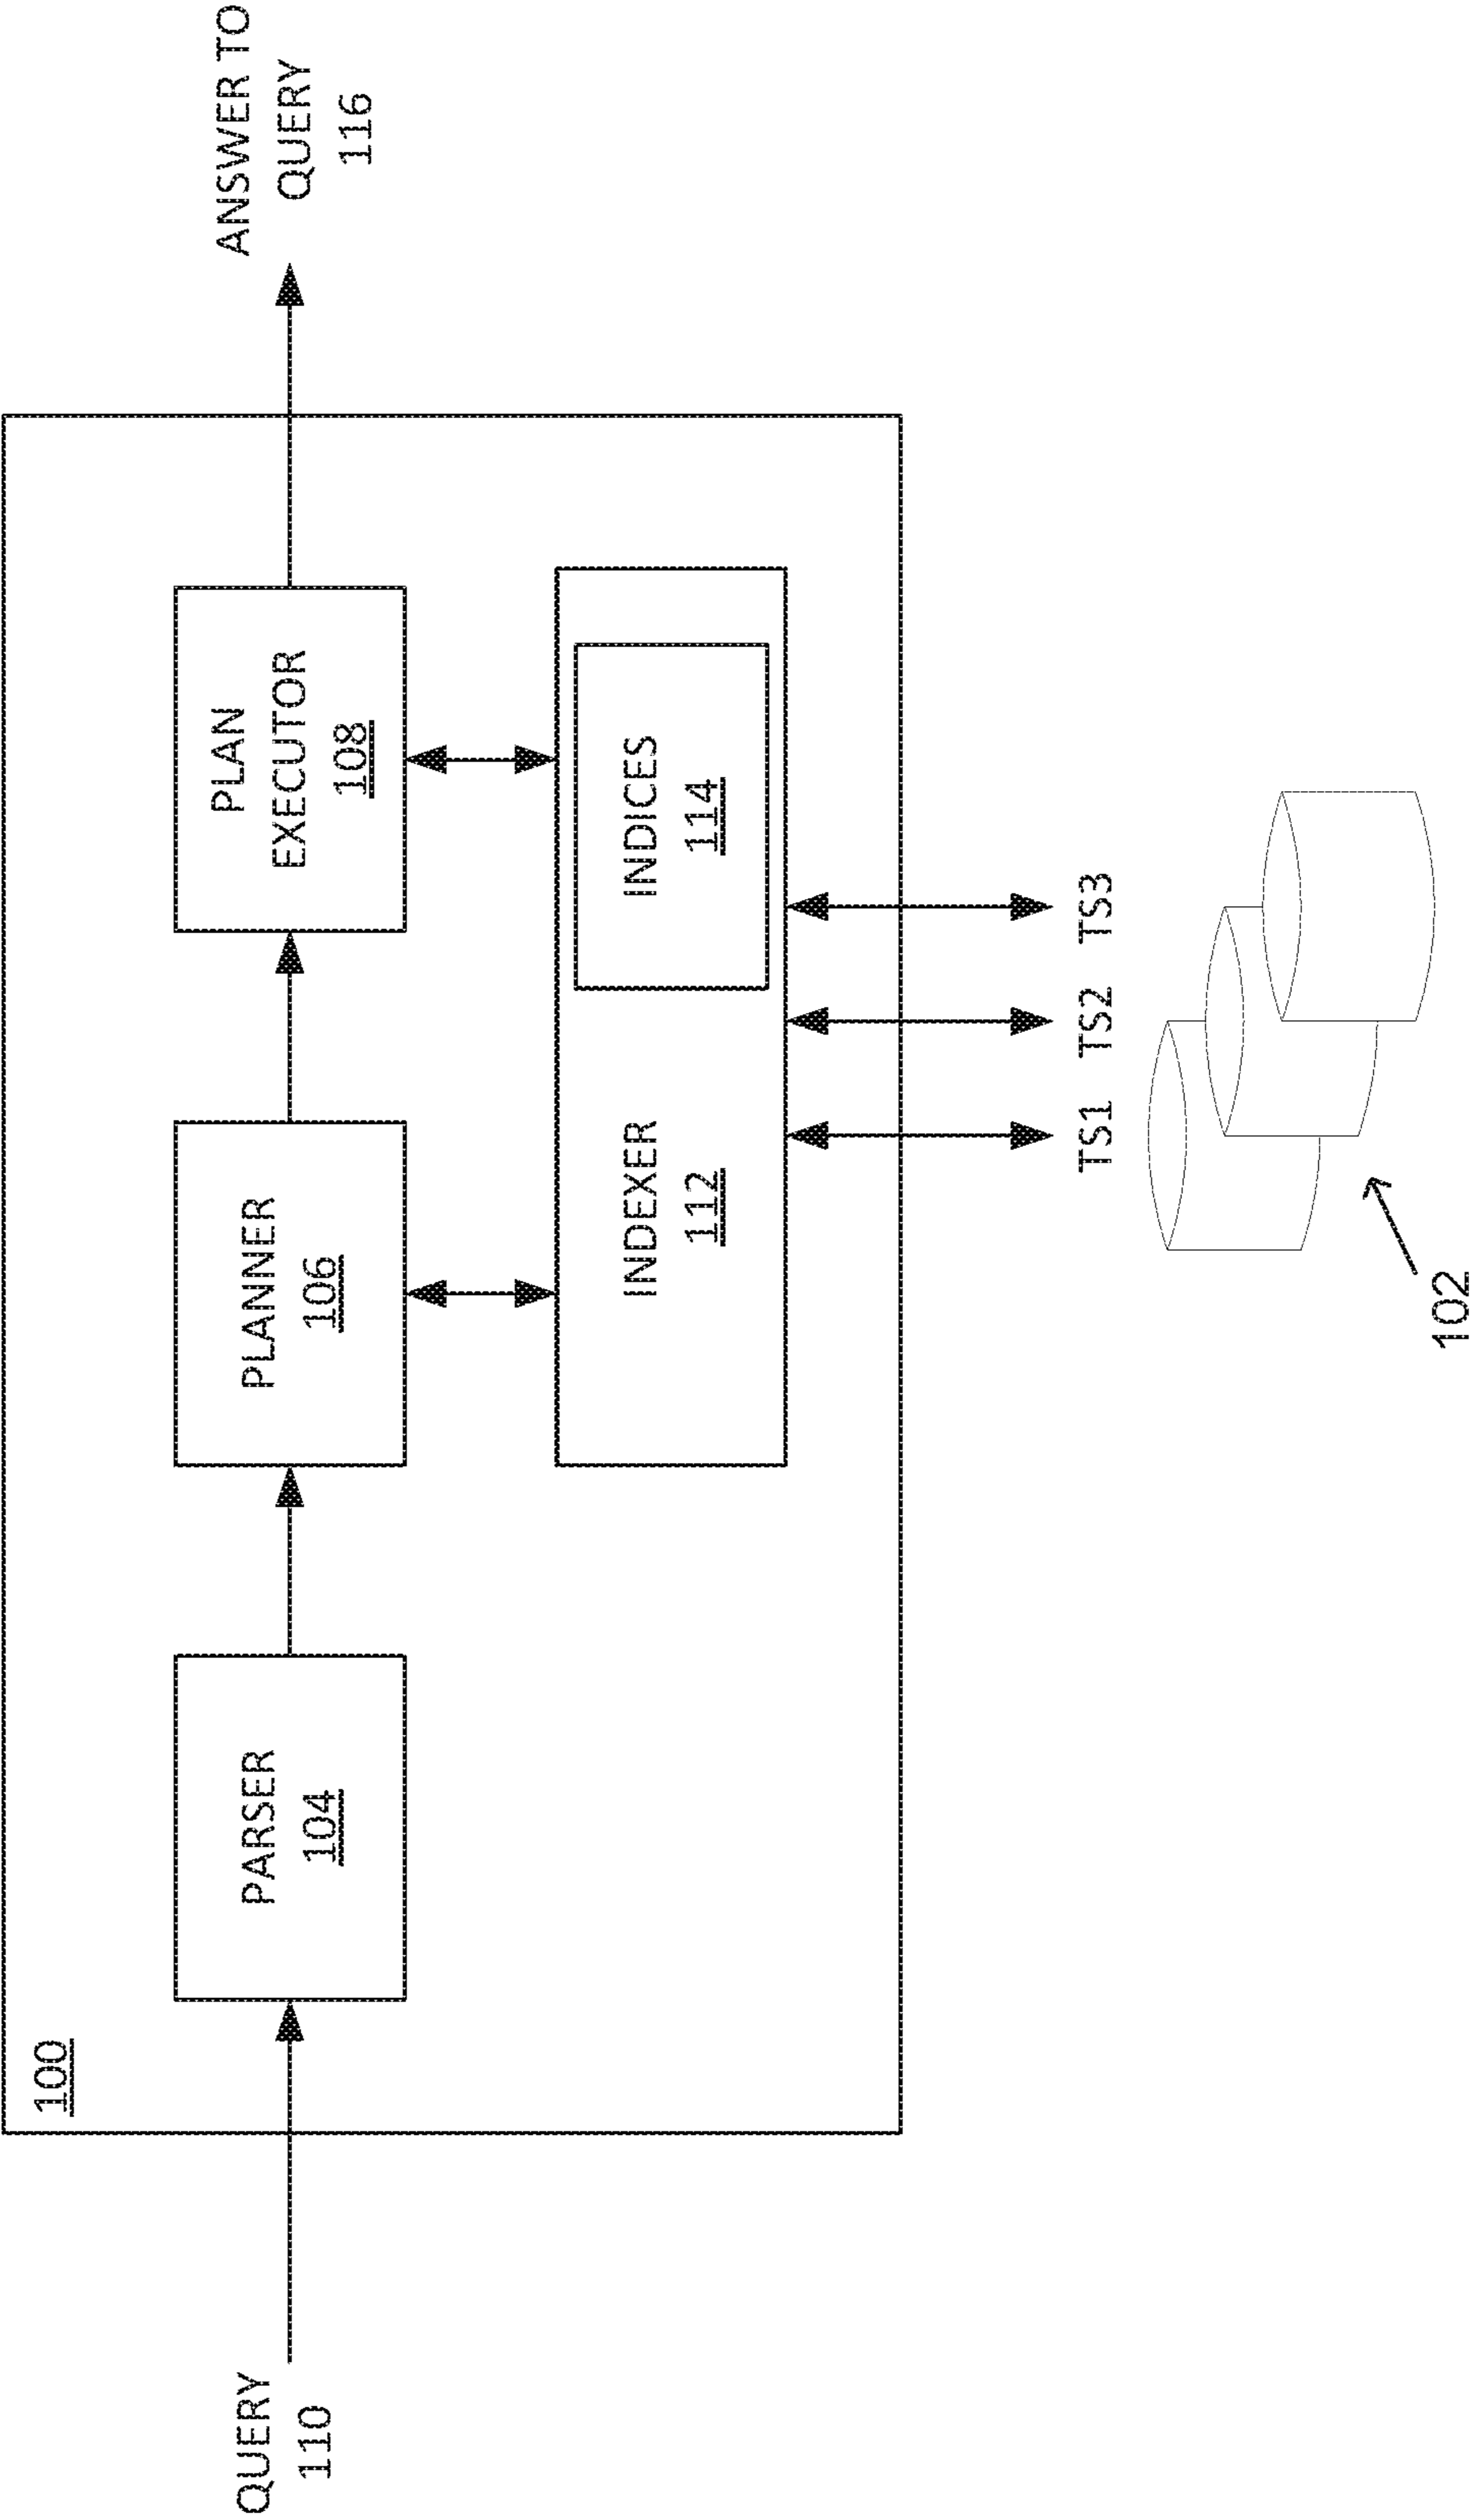 100
QUERY
110
PARSER
104
PLANNER
106
PLAN
EXECUTOR
108
ANSWER TO
QUERY
116
INDEXER
112
INDICES
114
TS1 TS2 TS3
102